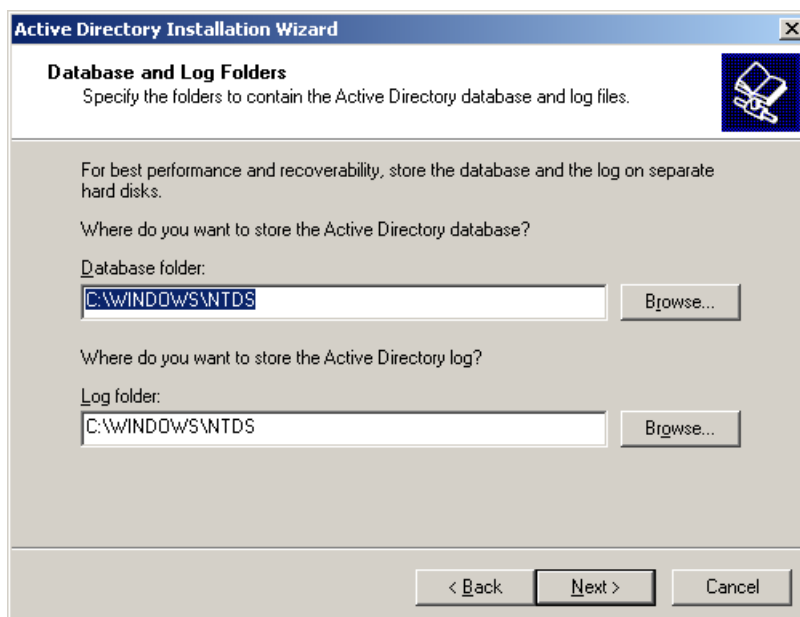 Active Directory Installation Wizard
Database and Log Folders
Specify the folders to contain the Active Directory database and log files.
For best performance and recoverability, store the database and the log on separate
hard disks.
Where do you want to store the Active Directory database?
Database folder:
C:\WINDOWS\NTDS
Browse...
Where do you want to store the Active Directory log?
Log folder:
C:\WINDOWS\NTDS
Browse...
< Back
Next >
Cancel